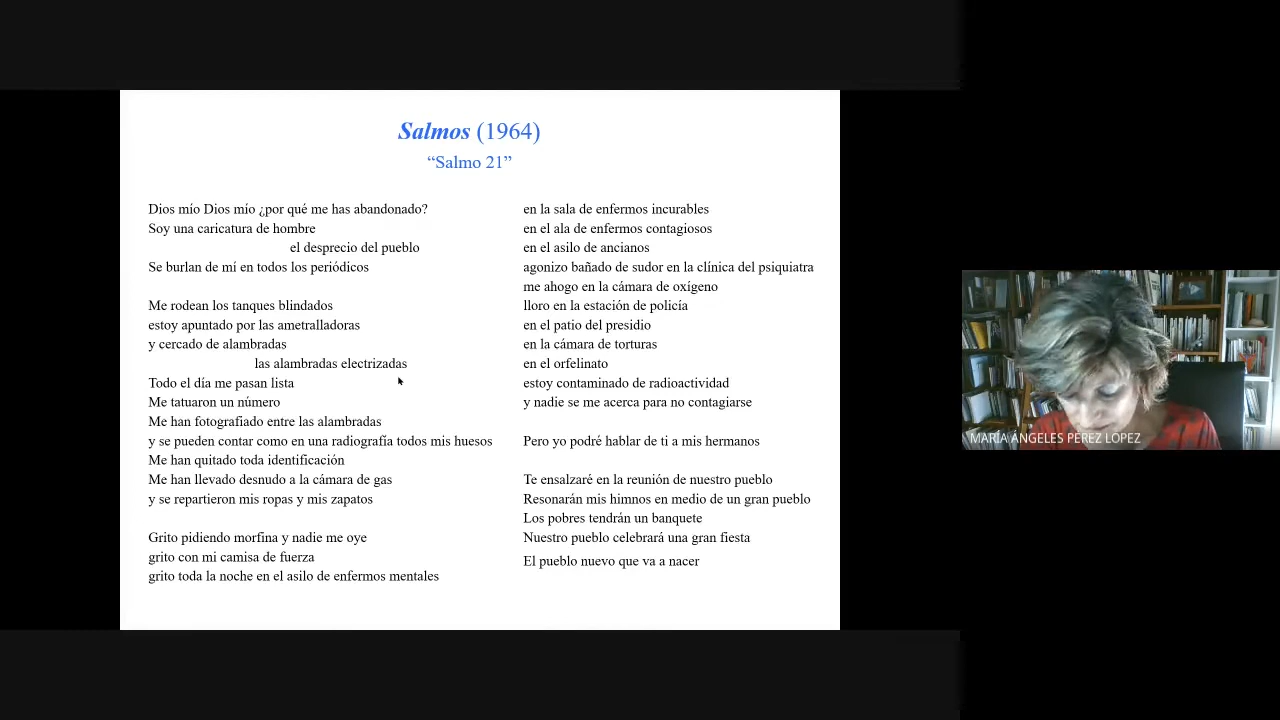 Salmos (1964)
“Salmo 21”
Dios mío Dios mío ¿por qué me has abandonado?
Soy una caricatura de hombre
el desprecio del pueblo
Se burlan de mí en todos los periódicos
Me rodean los tanques blindados
estoy apuntado por las ametralladoras
y cercado de alambradas
las alambradas electrizadas
Todo el día me pasan lista
Me tatuaron un número
Me han fotografiado entre las alambradas
y se pueden contar como en una radiografía todos mis huesos
Me han quitado toda identificación
Me han llevado desnudo a la cámara de gas
y se repartieron mis ropas y mis zapatos
Grito pidiendo morfina y nadie me oye
grito con mi camisa de fuerza
grito toda la noche en el asilo de enfermos mentales
en la sala de enfermos incurables
en el ala de enfermos contagiosos
en el asilo de ancianos
agonizo bañado de sudor en la clínica del psiquiatra
me ahogo en la cámara de oxígeno
lloro en la estación de policía
en el patio del presidio
en la cámara de torturas
en el orfelinato
estoy contaminado de radioactividad
y nadie se me acerca para no contagiarse
Pero yo podré hablar de ti a mis hermanos
Te ensalzaré en la reunión de nuestro pueblo
Resonarán mis himnos en medio de un gran pueblo
Los pobres tendrán un banquete
Nuestro pueblo celebrará una gran fiesta
El pueblo nuevo que va a nacer
MARÍA ÁNGELES PÉREZ LÓPEZ